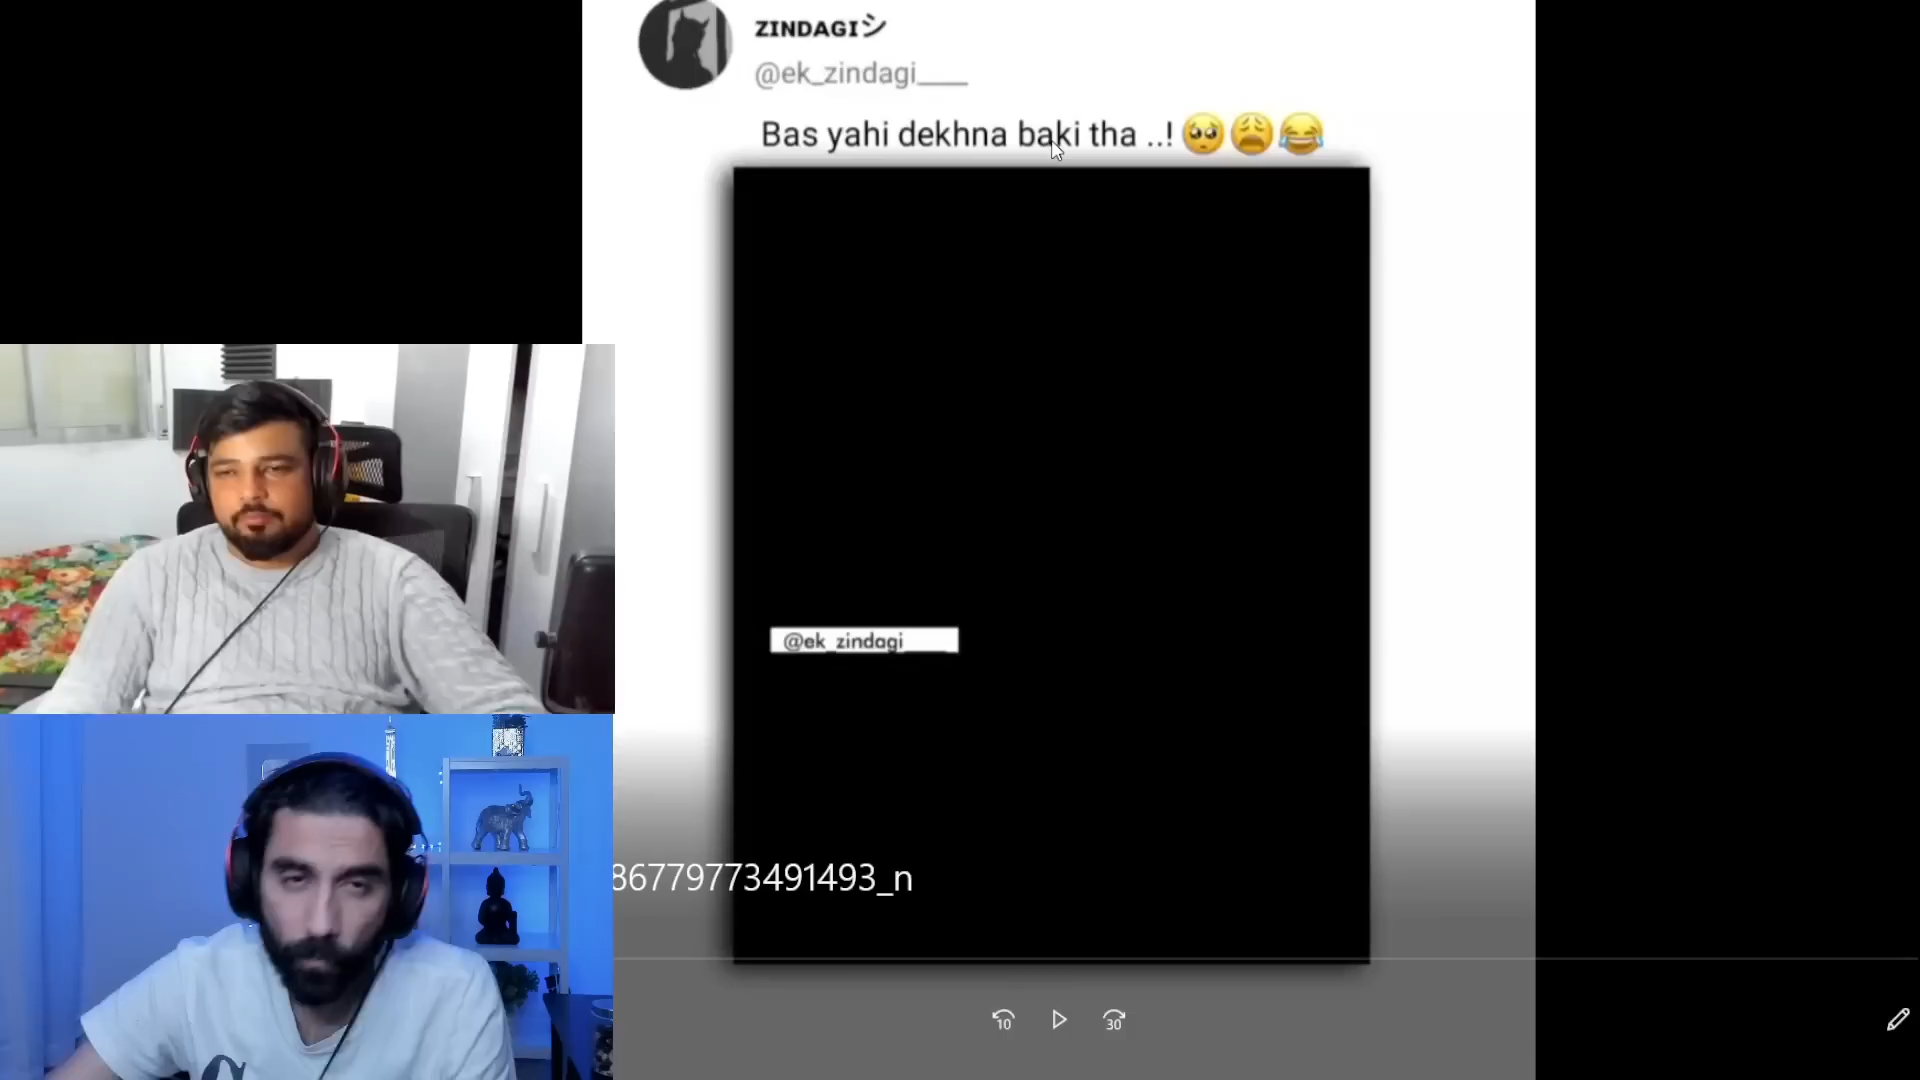 ZINDAGIシ
@ek_zindagi____
Bas yahi dekhna baki tha ..! 🥺😩😂
@ek_zindagi____
86779773491493_n
10
30